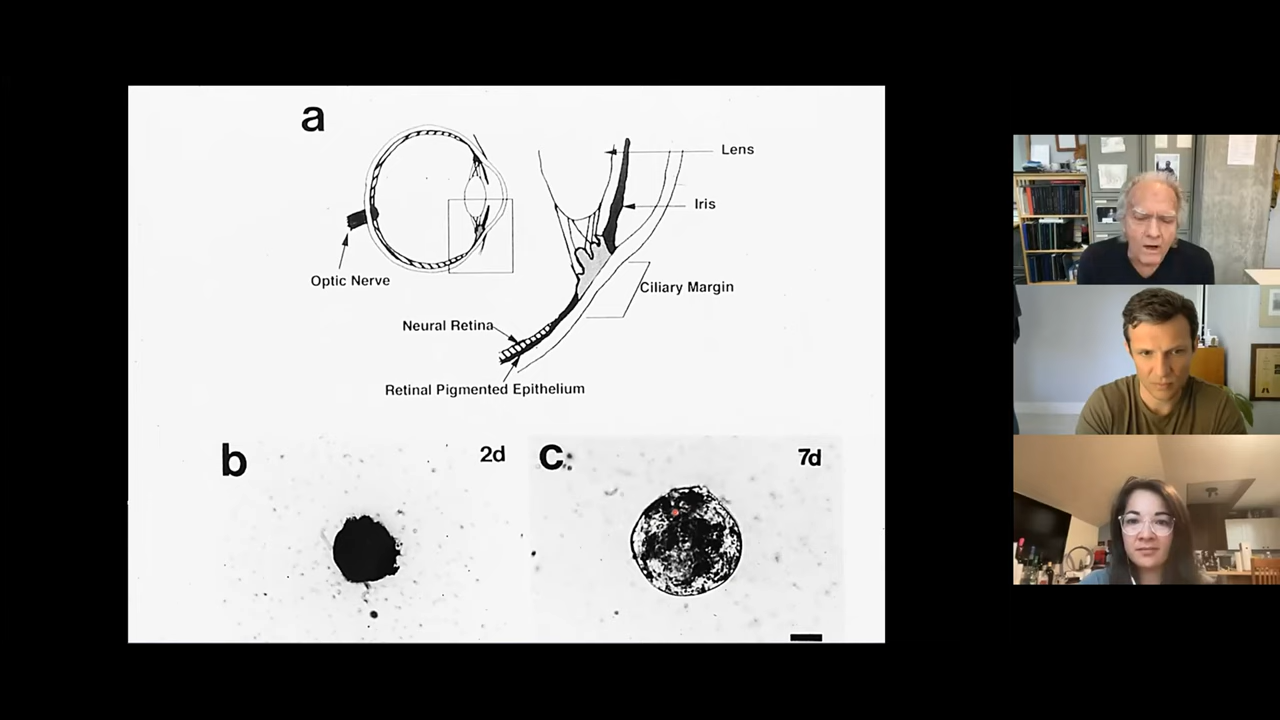 a
Lens
Iris
Optic Nerve
Ciliary Margin
Neural Retina
Retinal Pigmented Epithelium
b
2d
c
7d